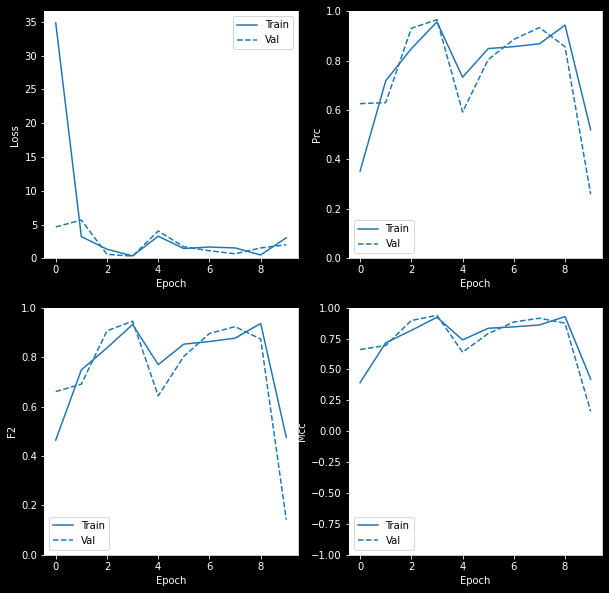 35
30
25
20
15
10
5
0
Loss
Train
Val
0 2 4 6 8
Epoch
1.0
0.8
0.6
0.4
0.2
0.0
Prc
Train
Val
0 2 4 6 8
Epoch
1.0
0.8
0.6
0.4
0.2
0.0
F2
Train
Val
0 2 4 6 8
Epoch
1.00
0.75
0.50
0.25
0.00
−0.25
−0.50
−0.75
−1.00
Mcc
Train
Val
0 2 4 6 8
Epoch